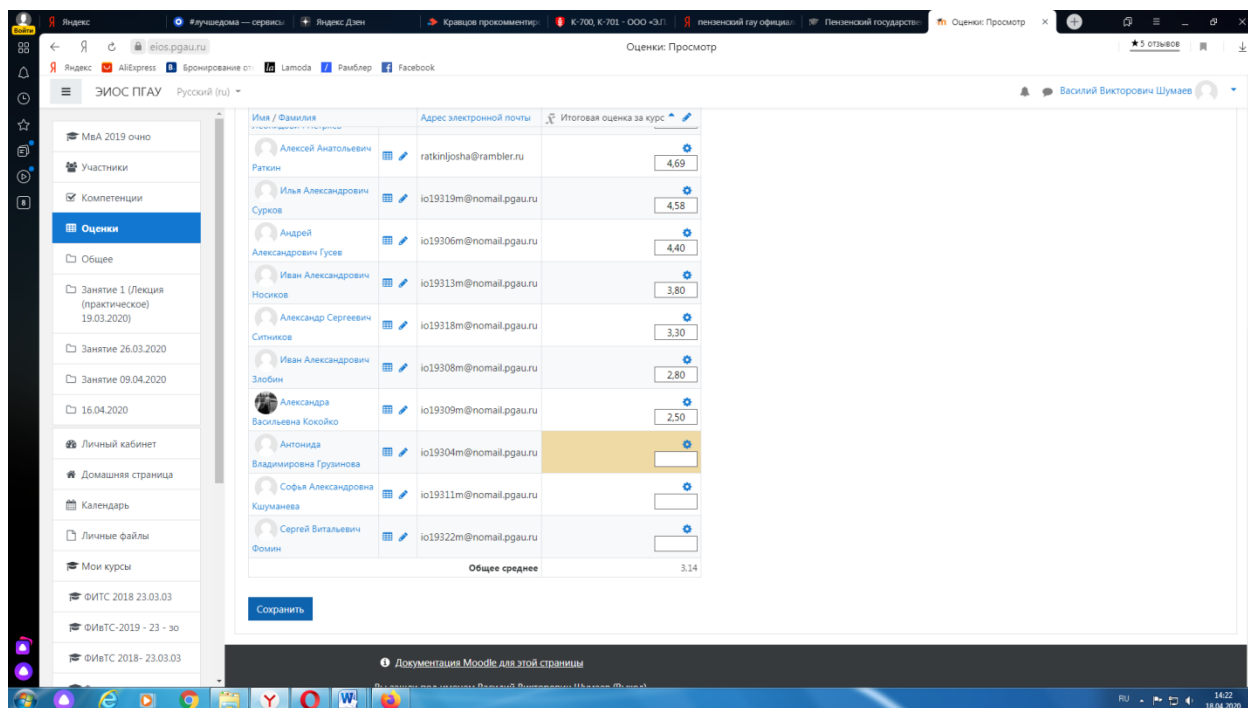 Войти
Яндекс
#лучшедома — сервисы
Яндекс Дзен
Кравцов прокомментир
К-700, К-701 - ООО «З.П.
пензенский гау официал
Пензенский государстве
Оценки: Просмотр
eios.pgau.ru
Оценки: Просмотр
★ 5 отзывов
Яндекс AliExpress Бронирование от Lamoda Рамблер Facebook
ЭИОС ПГАУ Русский (ru)
Василий Викторович Шумаев
МвА 2019 очно
Участники
Компетенции
Оценки
Общее
Занятие 1 (Лекция
(практическое)
19.03.2020)
Занятие 26.03.2020
Занятие 09.04.2020
16.04.2020
Личный кабинет
Домашняя страница
Календарь
Личные файлы
Мои курсы
ФИТС 2018 23.03.03
ФИвТС-2019 - 23 - зо
ФИвТС 2018- 23.03.03
Имя / Фамилия Адрес электронной почты Итоговая оценка за курс
Алексей Анатольевич
Раткин ratkinljosha@rambler.ru 4,69
Илья Александрович
Сурков io19319m@nomail.pgau.ru 4,58
Андрей
Александрович Гусев io19306m@nomail.pgau.ru 4,40
Иван Александрович
Носиков io19313m@nomail.pgau.ru 3,80
Александр Сергеевич
Ситников io19318m@nomail.pgau.ru 3,30
Иван Александрович
Злобин io19308m@nomail.pgau.ru 2,80
Александра
Васильевна Кокойко io19309m@nomail.pgau.ru 2,50
Антонида
Владимировна Грузинова io19304m@nomail.pgau.ru
Софья Александровна
Кшуманева io19311m@nomail.pgau.ru
Сергей Витальевич
Фомин io19322m@nomail.pgau.ru
Общее среднее 3,14
Сохранить
Документация Moodle для этой страницы
Вы зашли под именем Василий Викторович Шумаев (Выход)
RU
14:22
18.04.2020